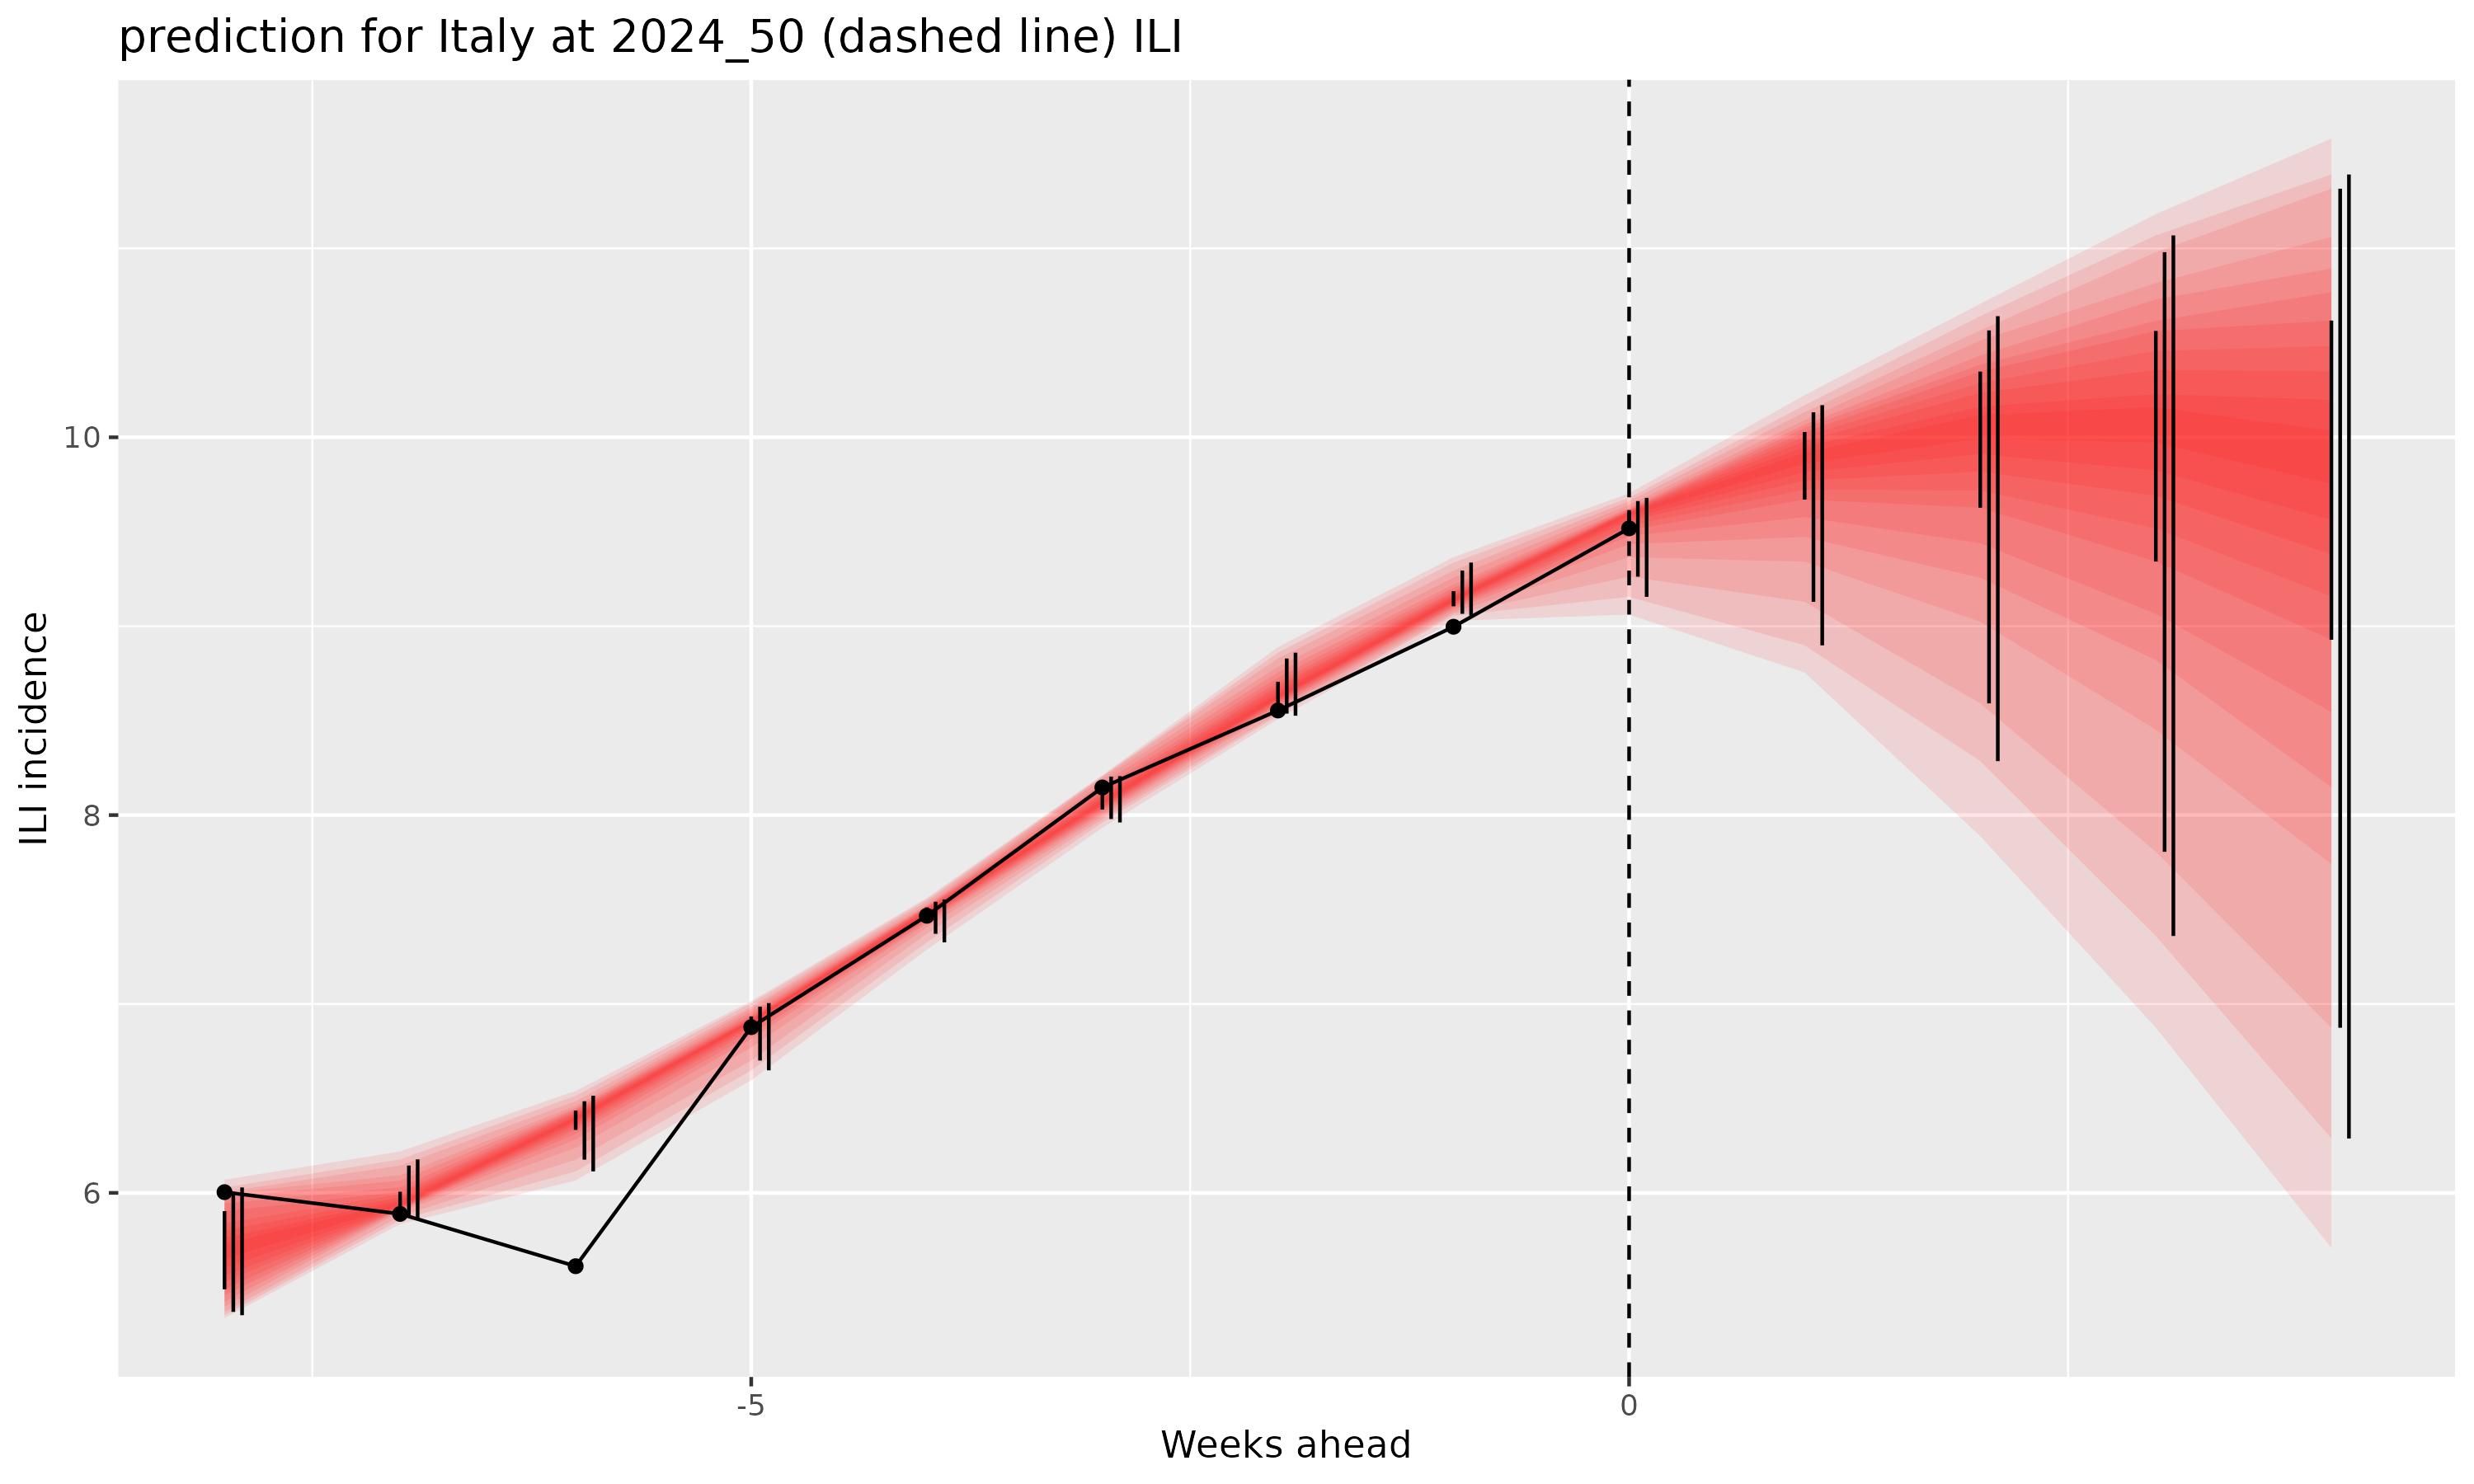 prediction for Italy at 2024_50 (dashed line) ILI
ILI incidence
10
8
6
-5
0
Weeks ahead